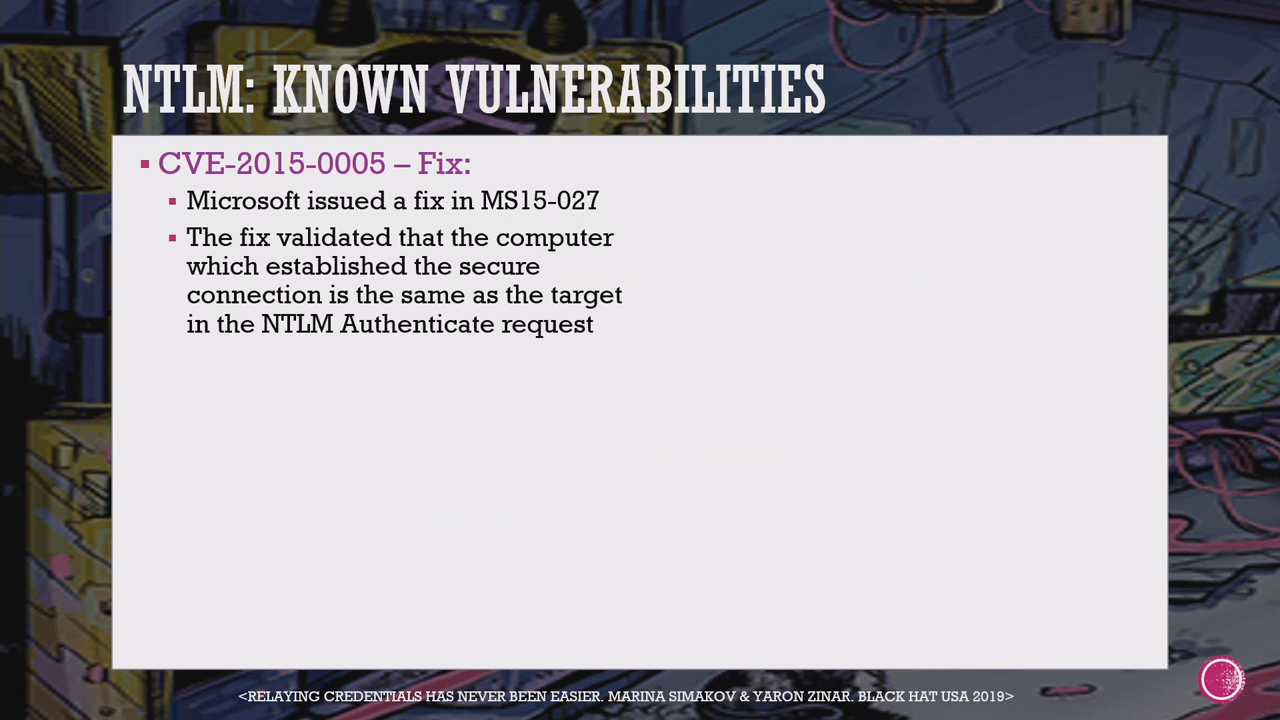 NTLM: KNOWN VULNERABILITIES
▪ CVE-2015-0005 – Fix:
▪ Microsoft issued a fix in MS15-027
▪ The fix validated that the computer
which established the secure
connection is the same as the target
in the NTLM Authenticate request
<RELAYING CREDENTIALS HAS NEVER BEEN EASIER. MARINA SIMAKOV & YARON ZINAR. BLACK HAT USA 2019>